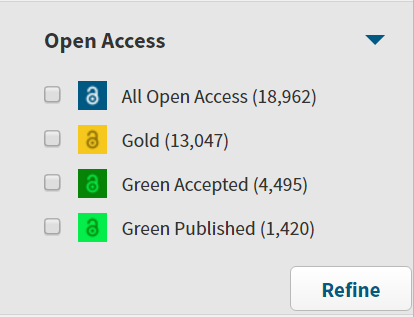 Open Access
All Open Access (18,962)
Gold (13,047)
Green Accepted (4,495)
Green Published (1,420)
Refine